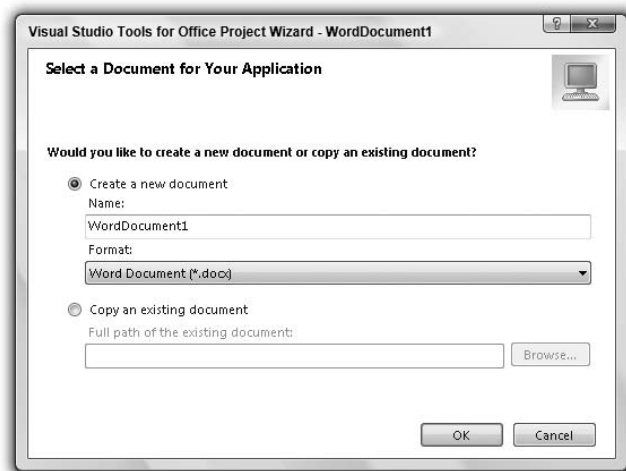 Visual Studio Tools for Office Project Wizard - WordDocument1
Select a Document for Your Application
Would you like to create a new document or copy an existing document?
Create a new document
Name:
WordDocument1
Format:
Word Document (*.docx)
Copy an existing document
Full path of the existing document:
Browse...
OK Cancel